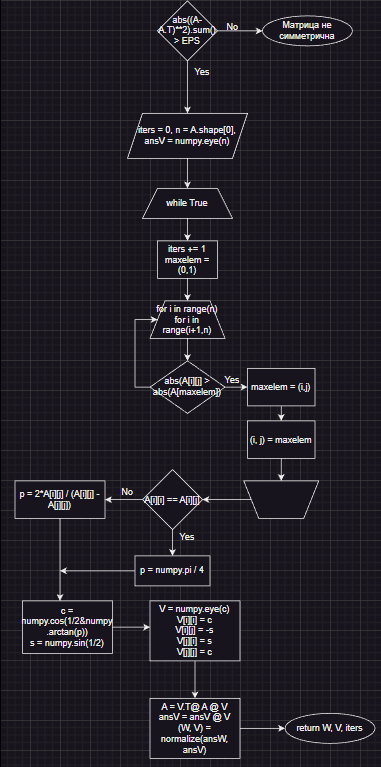 abs((A-
A.T)**2).sum()
> EPS
No
Матрица не
симметрична
Yes
iters = 0, n = A.shape[0],
ansV = numpy.eye(n)
while True
iters += 1
maxelem =
(0,1)
for i in range(n)
for i in
range(i+1,n)
abs(A[i][j] >
abs(A[maxelem])
Yes
maxelem = (i,j)
(i, j) = maxelem
p = 2*A[i][j] / (A[i][j] -
A[j][j])
No
A[i][i] == A[i][j]
Yes
p = numpy.pi / 4
c =
numpy.cos(1/2&numpy
.arctan(p))
s = numpy.sin(1/2)
V = numpy.eye(c)
V[i][i] = c
V[i][j] = -s
V[j][i] = s
V[j][j] = c
A = V.T@ A @ V
ansV = ansV @ V
(W, V) =
normalize(ansW,
ansV)
return W, V, iters